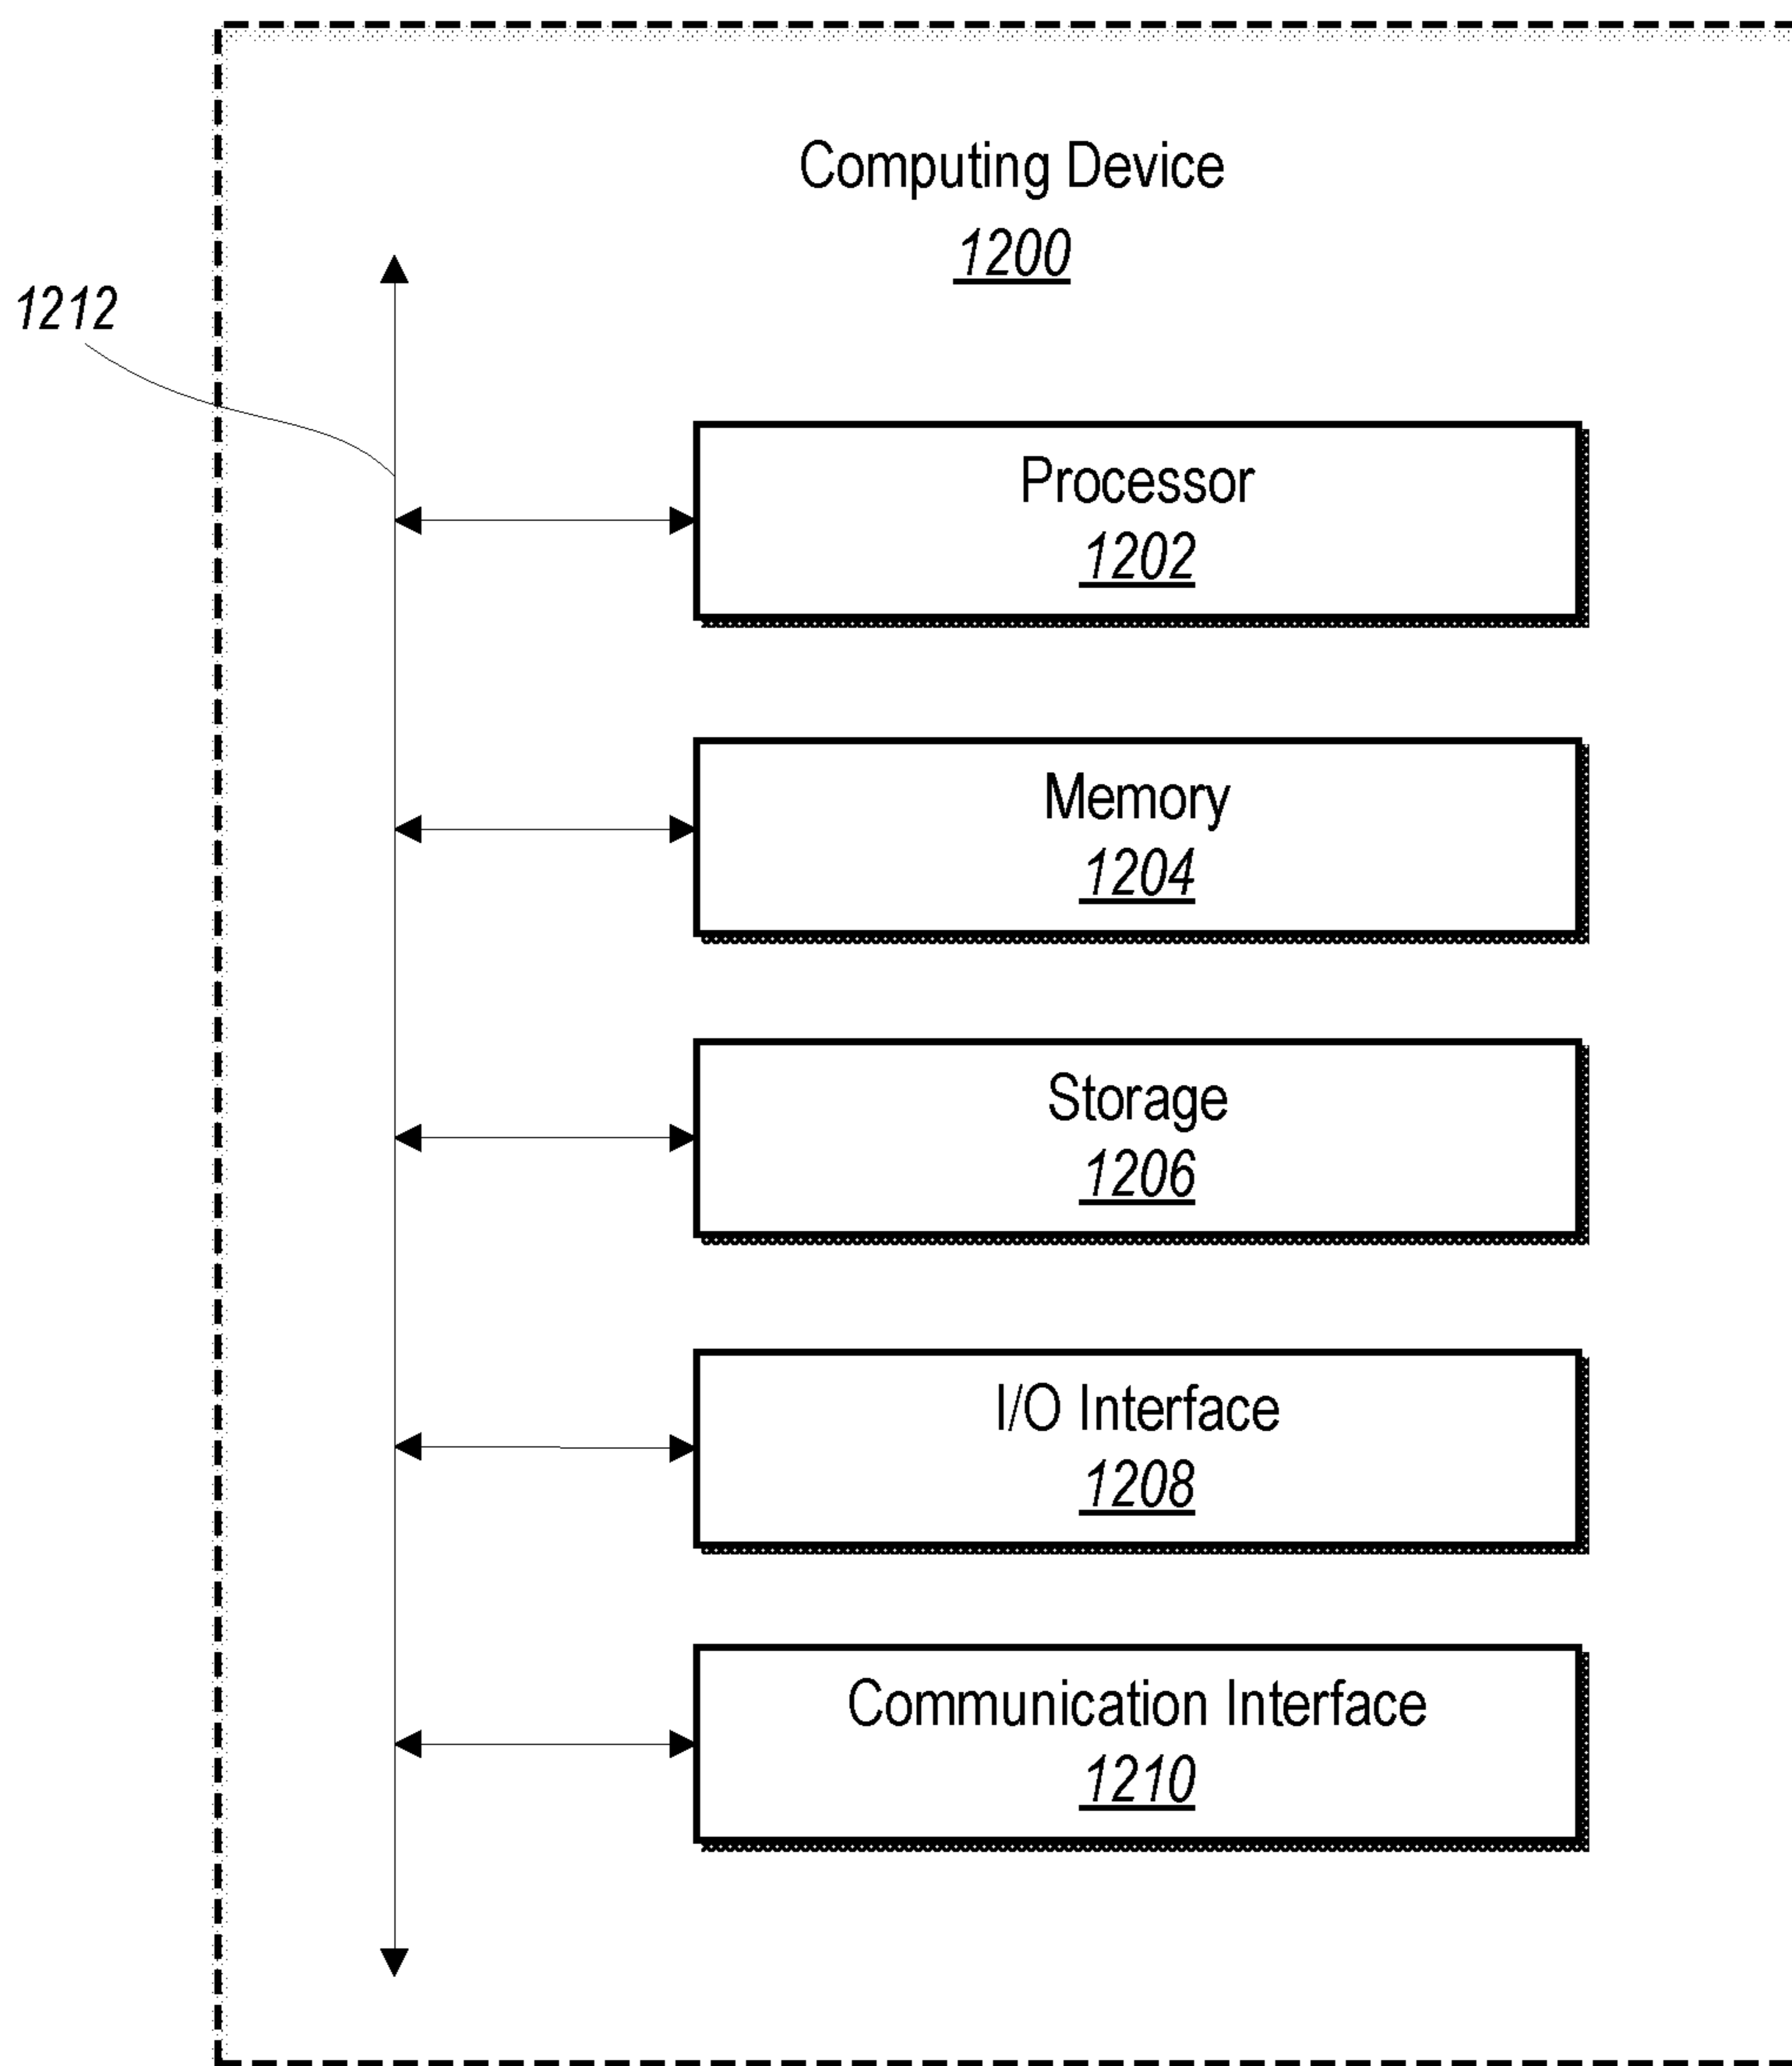 Computing Device
1200
1212
Processor
1202
Memory
1204
Storage
1206
I/O Interface
1208
Communication Interface
1210